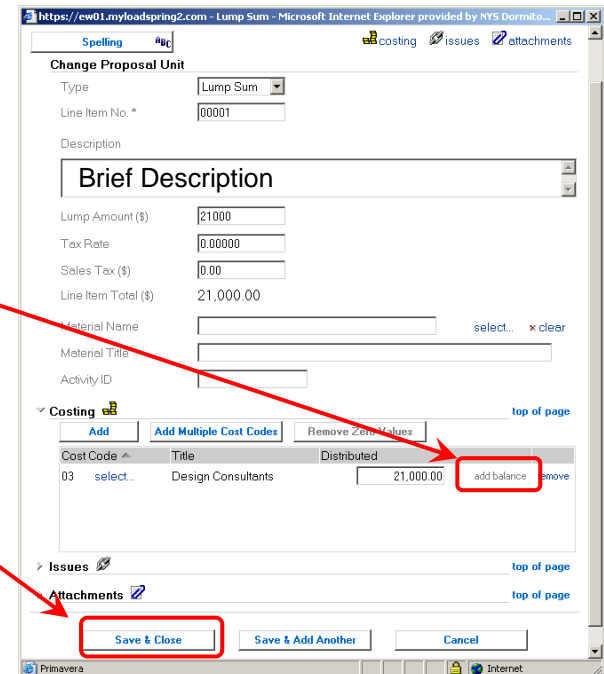 https://ew01.myloadspring2.com - Lump Sum - Microsoft Internet Explorer provided by NYS Dormito...
Spelling ABC costing issues attachments
Change Proposal Unit
Type Lump Sum
Line Item No. * 00001
Description
Brief Description
Lump Amount ($) 21000
Tax Rate 0.00000
Sales Tax ($) 0.00
Line Item Total ($) 21,000.00
Material Name select... × clear
Material Title
Activity ID
Costing top of page
Add Add Multiple Cost Codes Remove Zero Values
Cost Code Title Distributed
03 select... Design Consultants 21,000.00 add balance emove
Issues top of page
Attachments top of page
Save & Close Save & Add Another Cancel
Primavera Internet